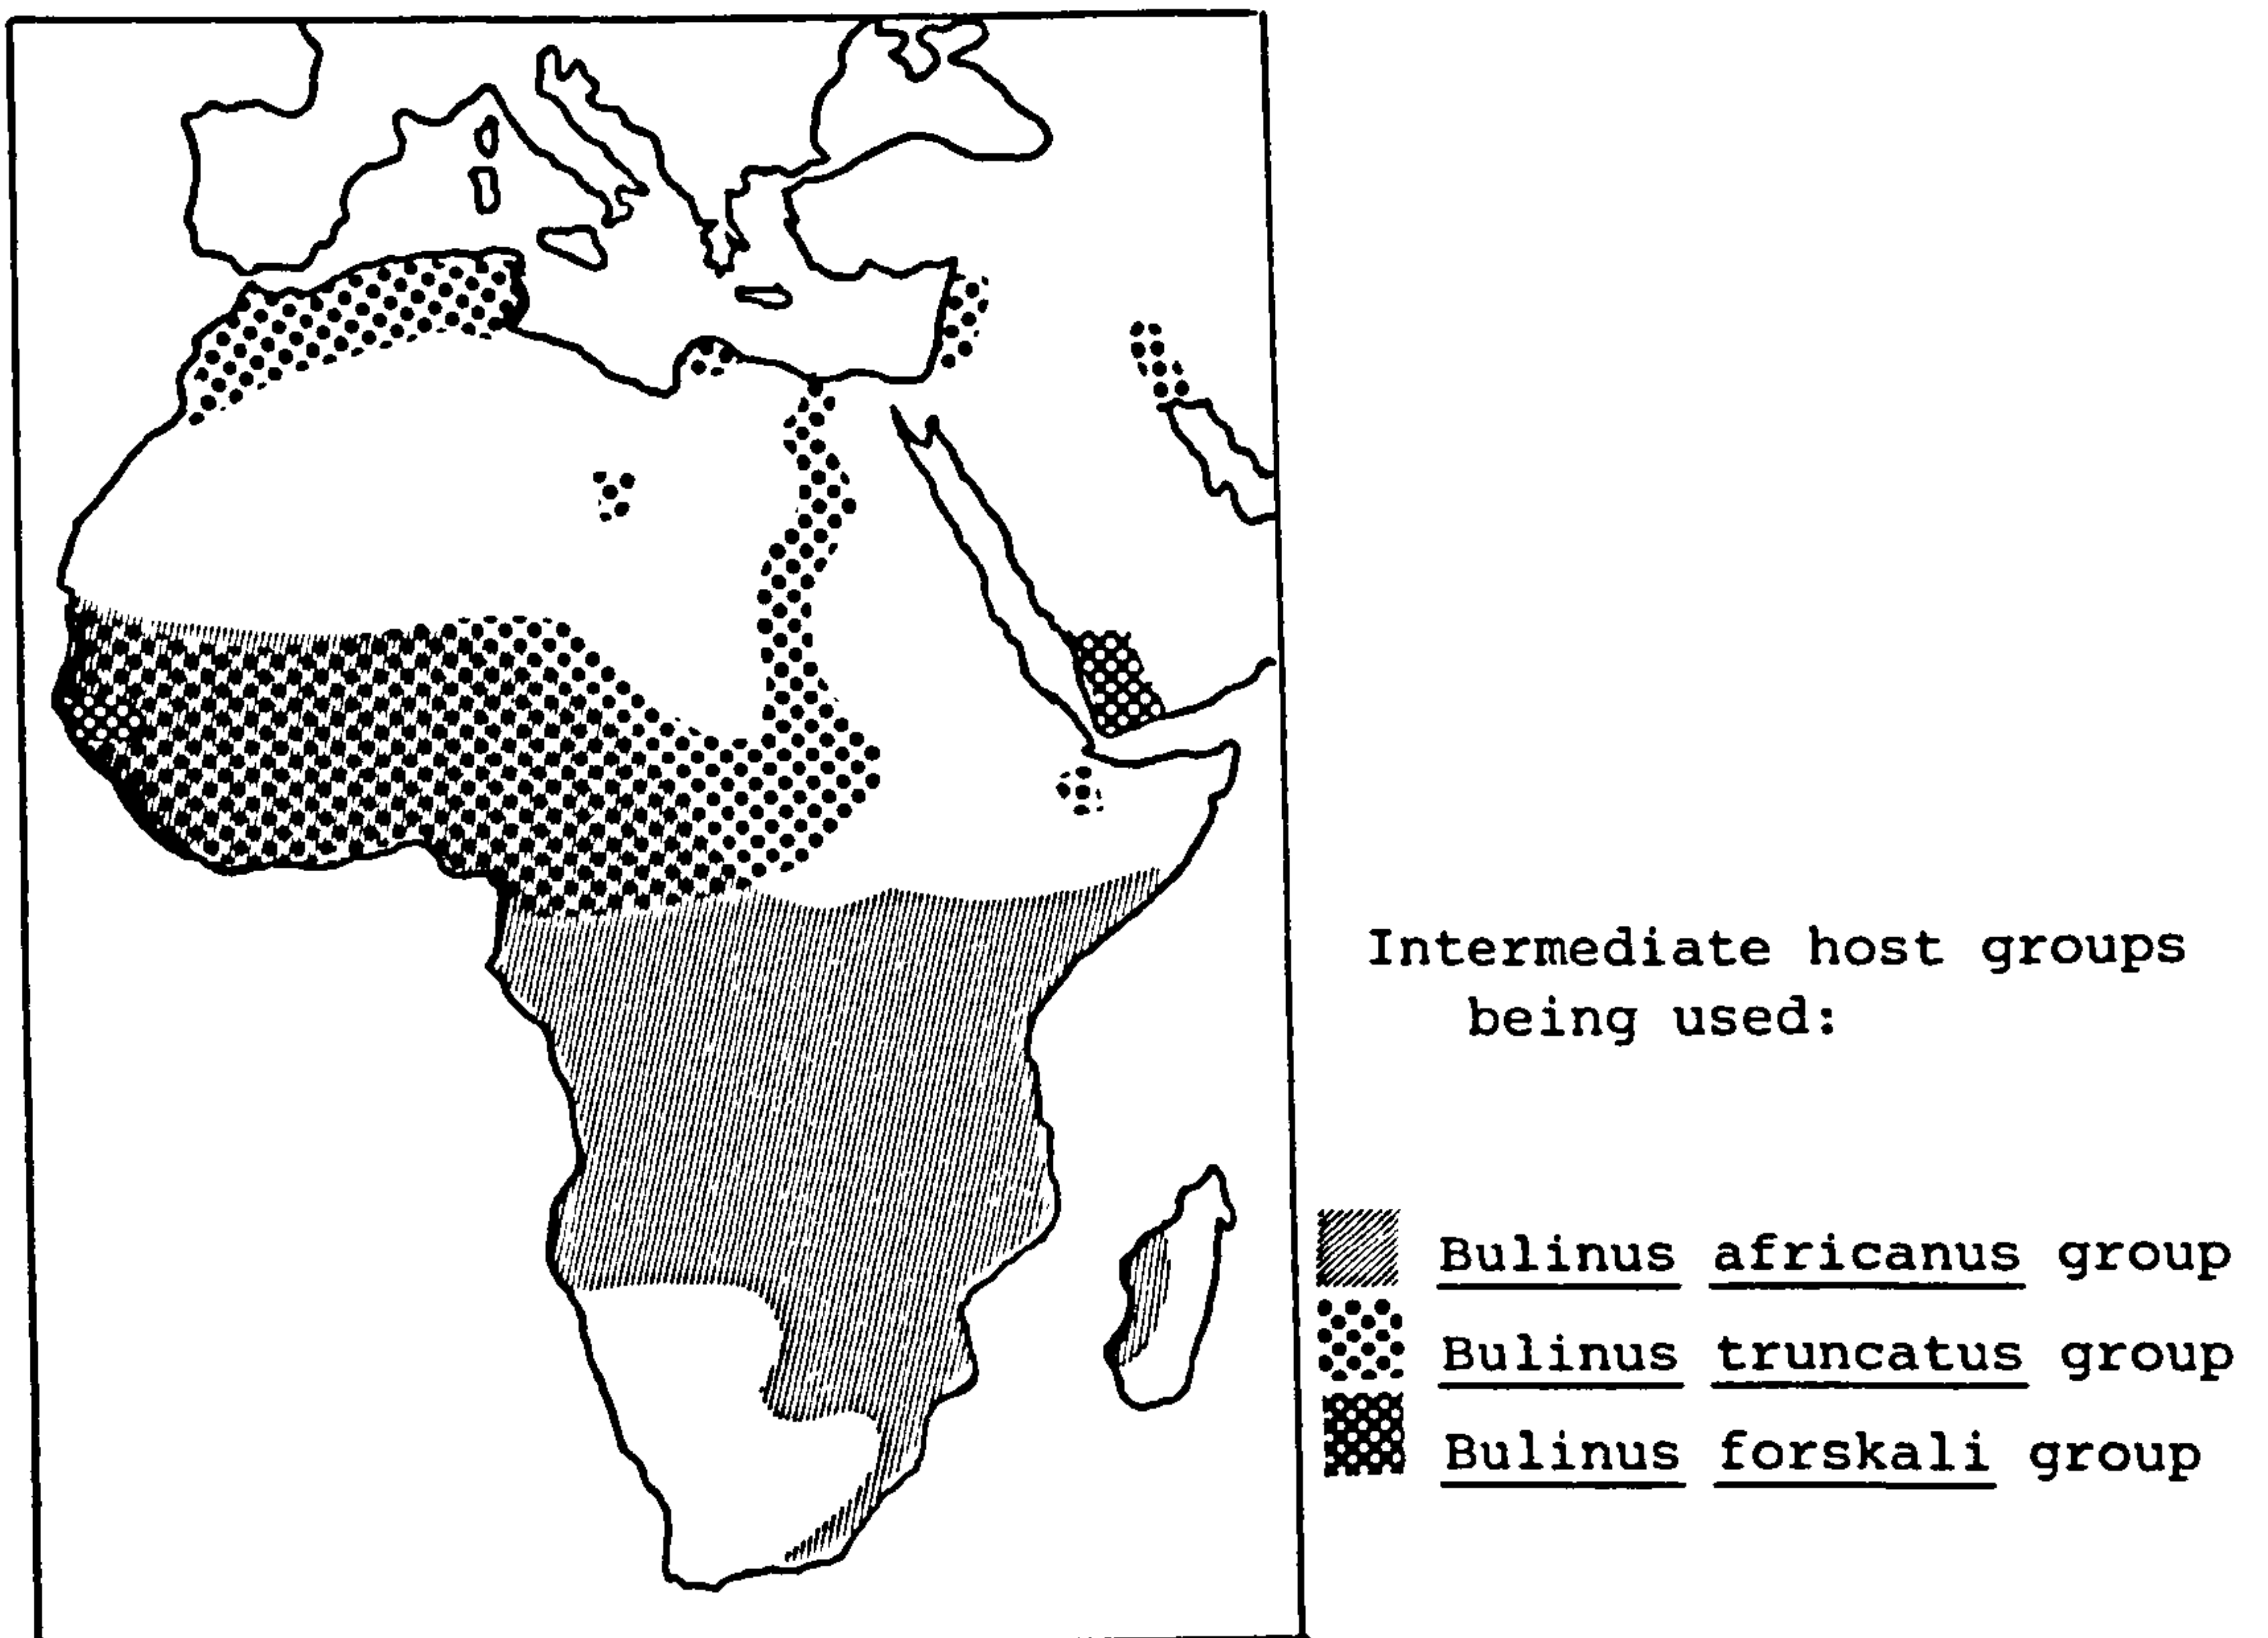 Intermediate host groups
being used:
Bulinus africanus group
Bulinus truncatus group
Bulinus forskali group